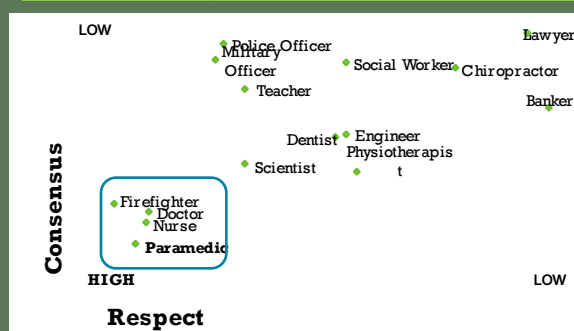 LOW
Lawyer
Police Officer
Military
Officer
Social Worker
Chiropractor
Teacher
Banker
Dentist
Engineer
Physiotherapis
t
Scientist
Firefighter
Doctor
Nurse
Paramedic
Consensus
HIGH
LOW
Respect